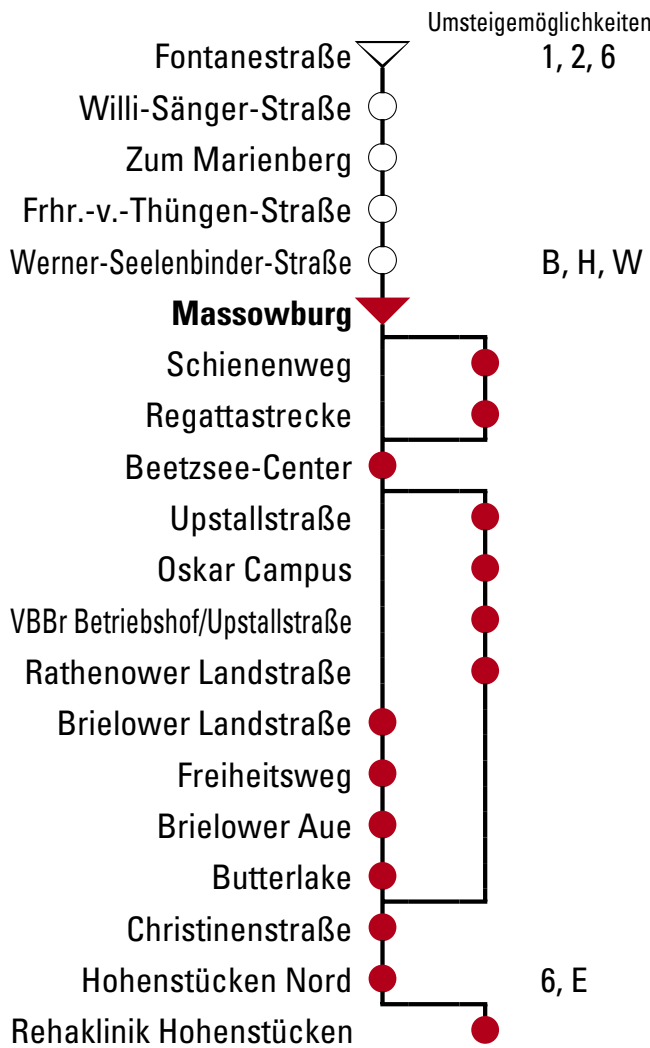 Umsteigemöglichkeiten
Fontanestraße 1, 2, 6
Willi-Sänger-Straße
Zum Marienberg
Frhr.-v.-Thüngen-Straße
Werner-Seelenbinder-Straße B, H, W
Massowburg
Schienenweg
Regattastrecke
Beetzsee-Center
Upstallstraße
Oskar Campus
VBBr Betriebshof/Upstallstraße
Rathenower Landstraße
Brielower Landstraße
Freiheitsweg
Brielower Aue
Butterlake
Christinenstraße
Hohenstücken Nord 6, E
Rehaklinik Hohenstücken